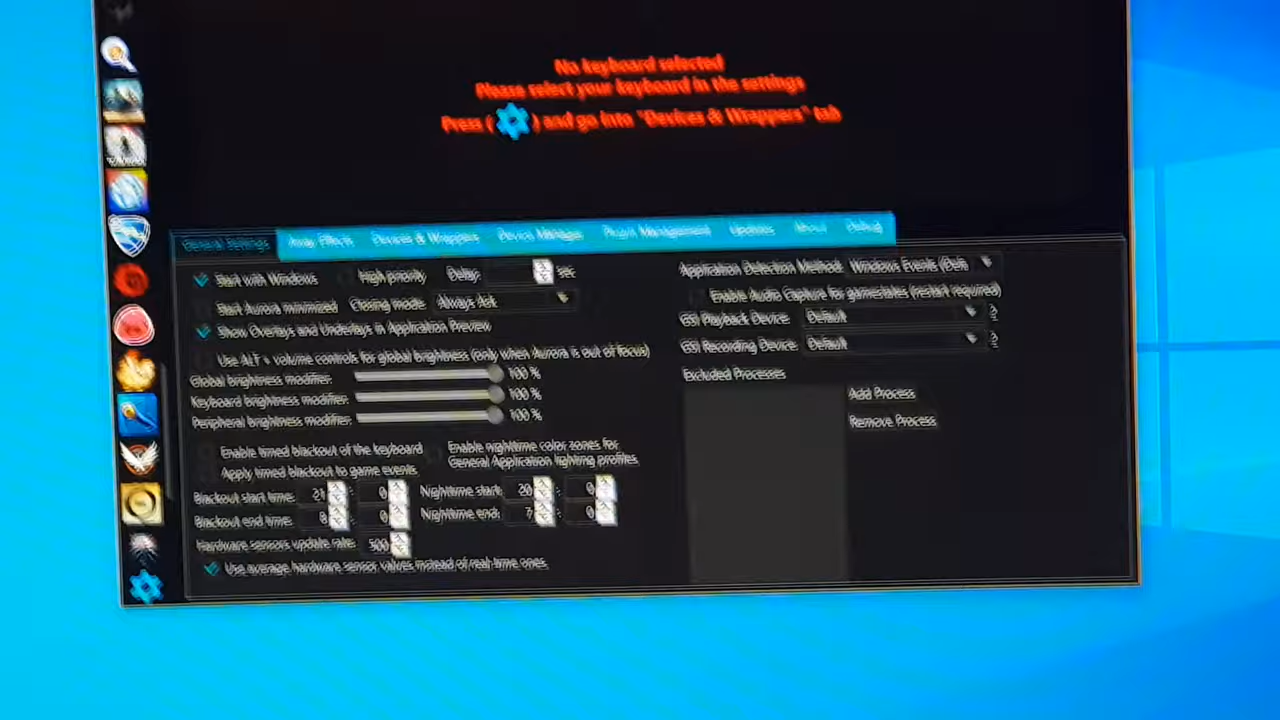 No keyboard selected
Please select your keyboard in the settings
Press ( ) and go into "Devices & Wrappers" tab
General Settings Away Effects Devices & Wrappers Device Manager Plugin Management Updates About Debug
Start with Windows High priority Delay: sec
Start Aurora minimized Closing mode: Always Ask
Show Overlays and Underlays in Application Preview
Use ALT + volume controls for global brightness (only when Aurora is out of focus)
Global brightness modifier: 100 %
Keyboard brightness modifier: 100 %
Peripheral brightness modifier: 100 %
Enable timed blackout of the keyboard
Apply timed blackout to game events
Enable nighttime color zones for
General Application lighting profiles
Blackout start time: 21 : 0 Nighttime start: 20 : 0
Blackout end time: 8 : 0 Nighttime end: 7 : 0
Hardware sensors update rate: 500
Use average hardware sensor values instead of real-time ones.
Application Detection Method: Windows Events (Defa
Enable Audio Capture for gamestates (restart required)
GSI Playback Device: Default ?
GSI Recording Device: Default ?
Excluded Processes
Add Process
Remove Process